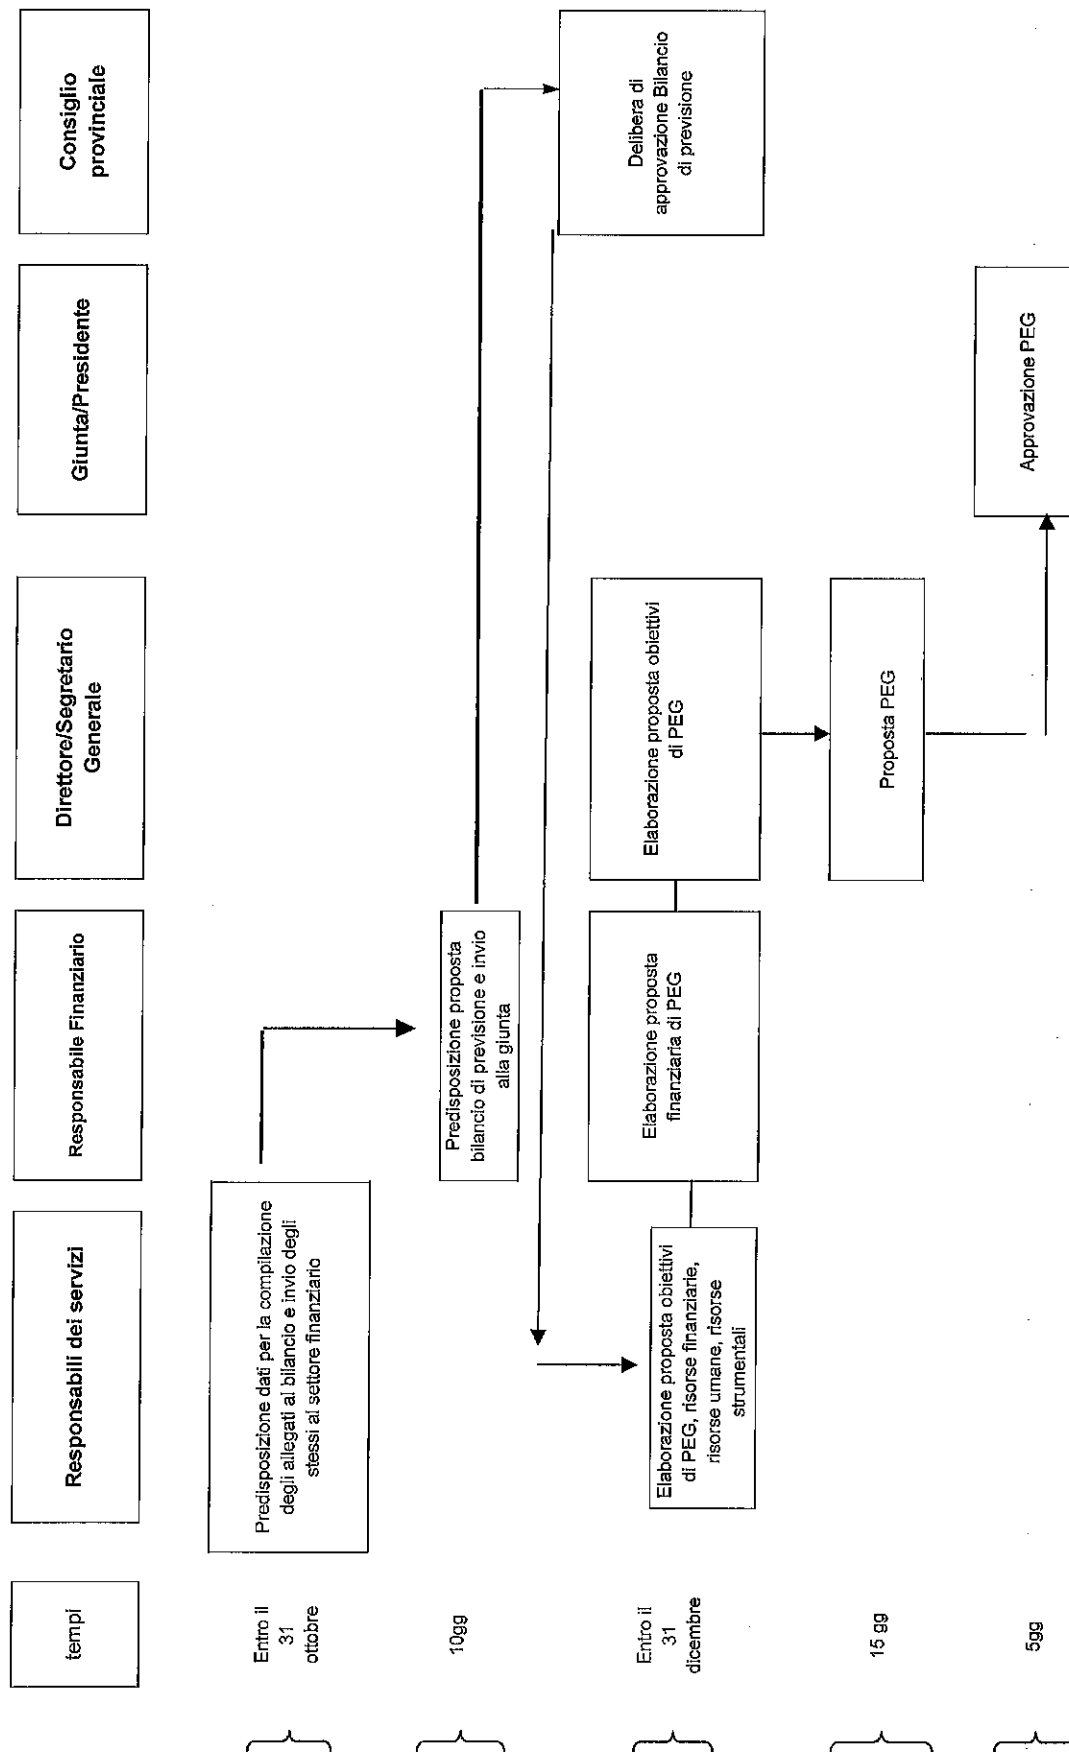 tempi
Responsabili dei servizi
Responsabile Finanziario
Direttore/Segretario
Generale
Giunta/Presidente
Consiglio
provinciale
Entro il
31
ottobre
Predisposizione dati per la compilazione
degli allegati al bilancio e invio degli
stessi al settore finanziario
10gg
Predisposizione proposta
bilancio di previsione e invio
alla giunta
Delibera di
approvazione Bilancio
di previsione
Entro il
31
dicembre
Elaborazione proposta obiettivi
di PEG, risorse finanziarie,
risorse umane, risorse
strumentali
Elaborazione proposta
finanziaria di PEG
Elaborazione proposta obiettivi
di PEG
15 gg
Proposta PEG
5gg
Approvazione PEG